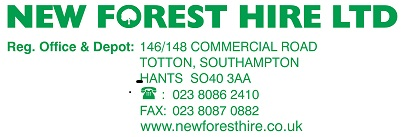 NEW FOREST HIRE LTD
Reg. Office & Depot: 146/148 COMMERCIAL ROAD
TOTTON, SOUTHAMPTON
HANTS SO40 3AA
☎ : 023 8086 2410
FAX: 023 8087 0882
www.newforesthire.co.uk